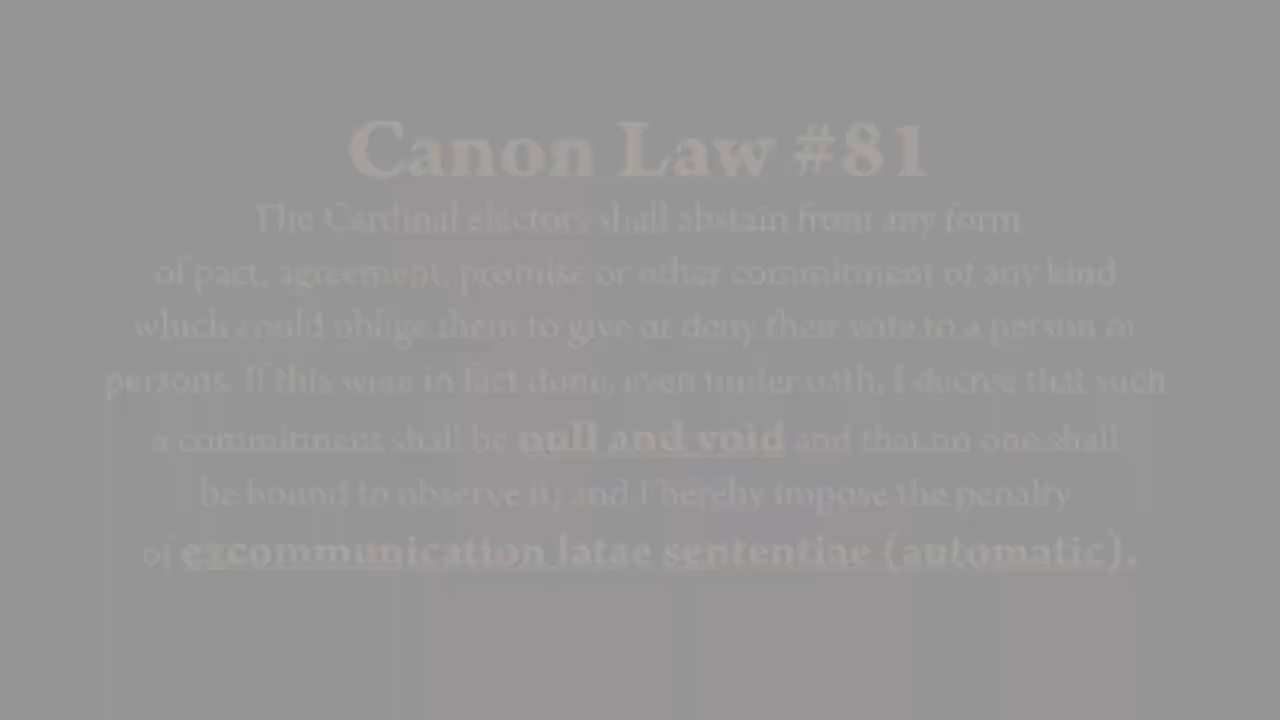 Canon Law #81
The Cardinal electors shall abstain from any form
of pact, agreement, promise or other commitment of any kind
which could oblige them to give or deny their vote to a person or
persons. If this were in fact done, even under oath, I decree that such
a commitment shall be null and void and that no one shall
be bound to observe it; and I hereby impose the penalty
of excommunication latae sententiae (automatic).